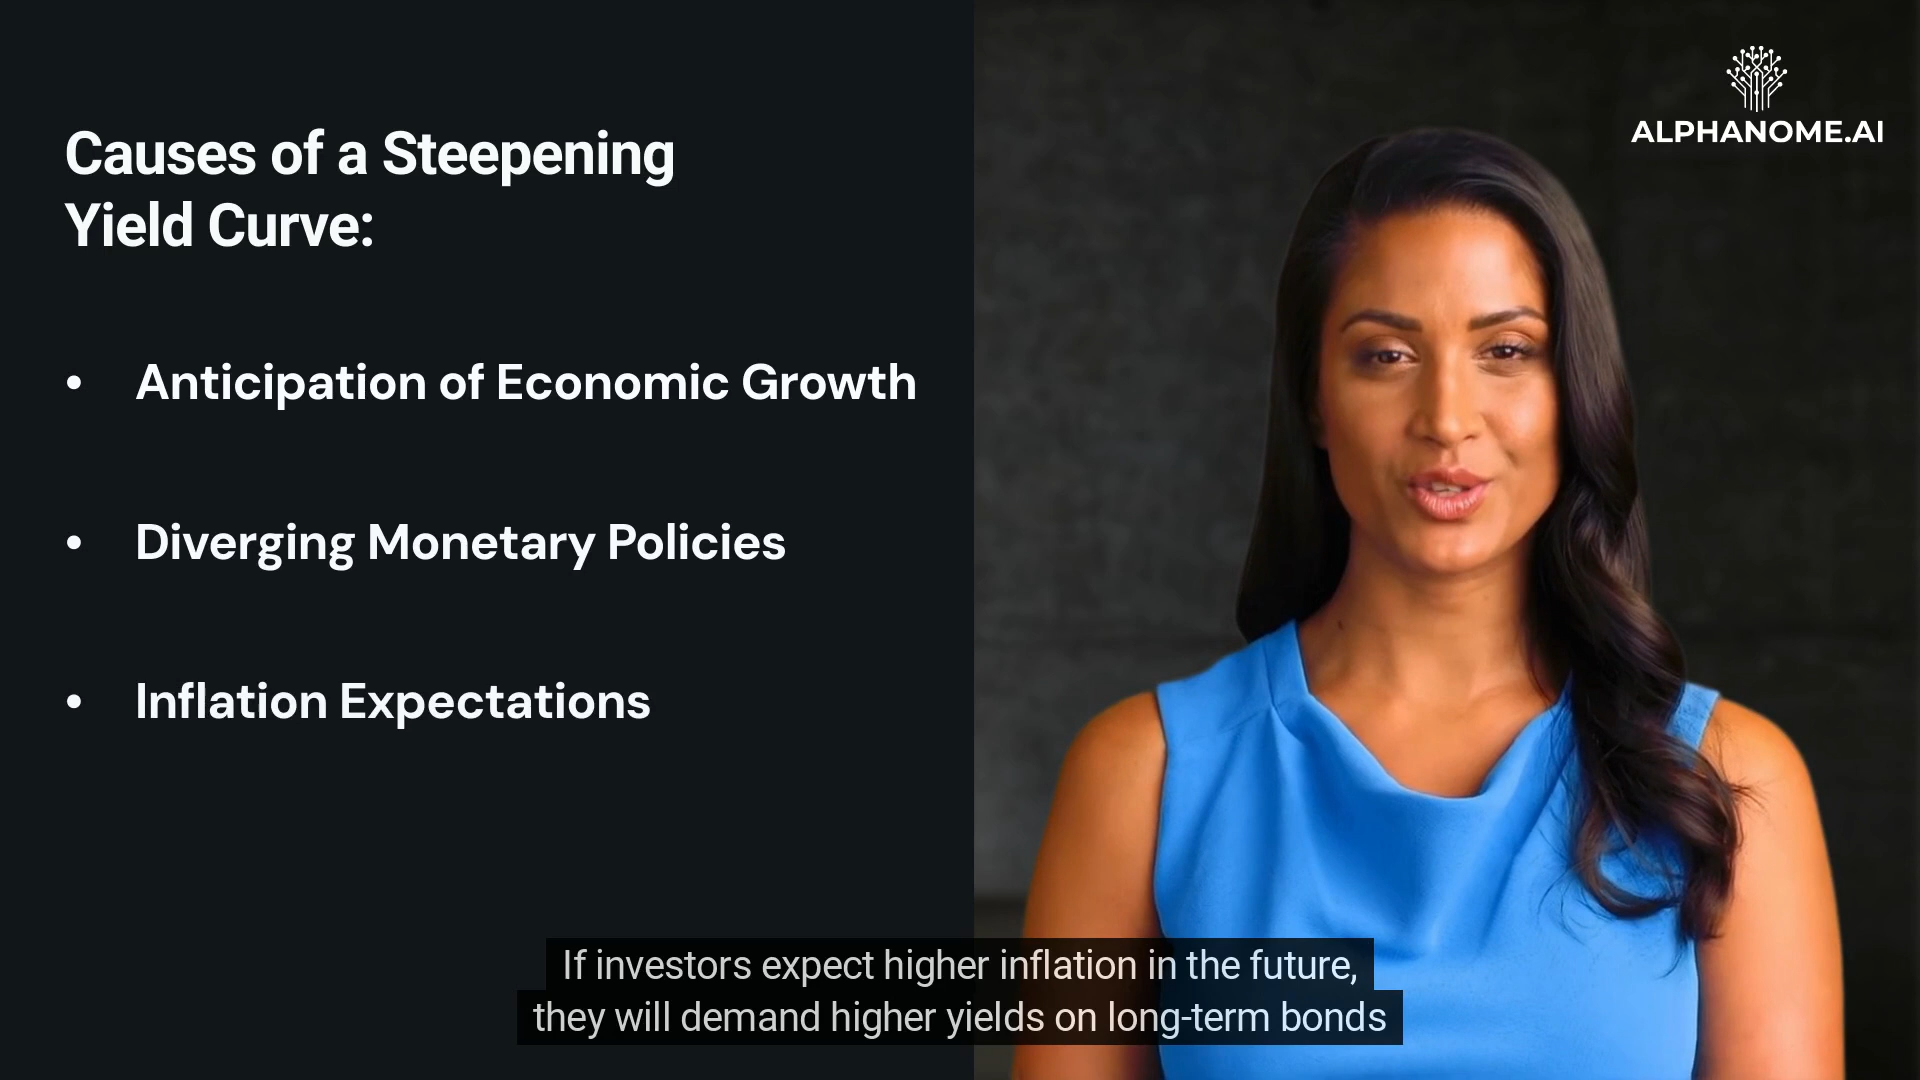 ALPHANOME.AI
Causes of a Steepening
Yield Curve:
• Anticipation of Economic Growth
• Diverging Monetary Policies
• Inflation Expectations
If investors expect higher inflation in the future,
they will demand higher yields on long-term bonds